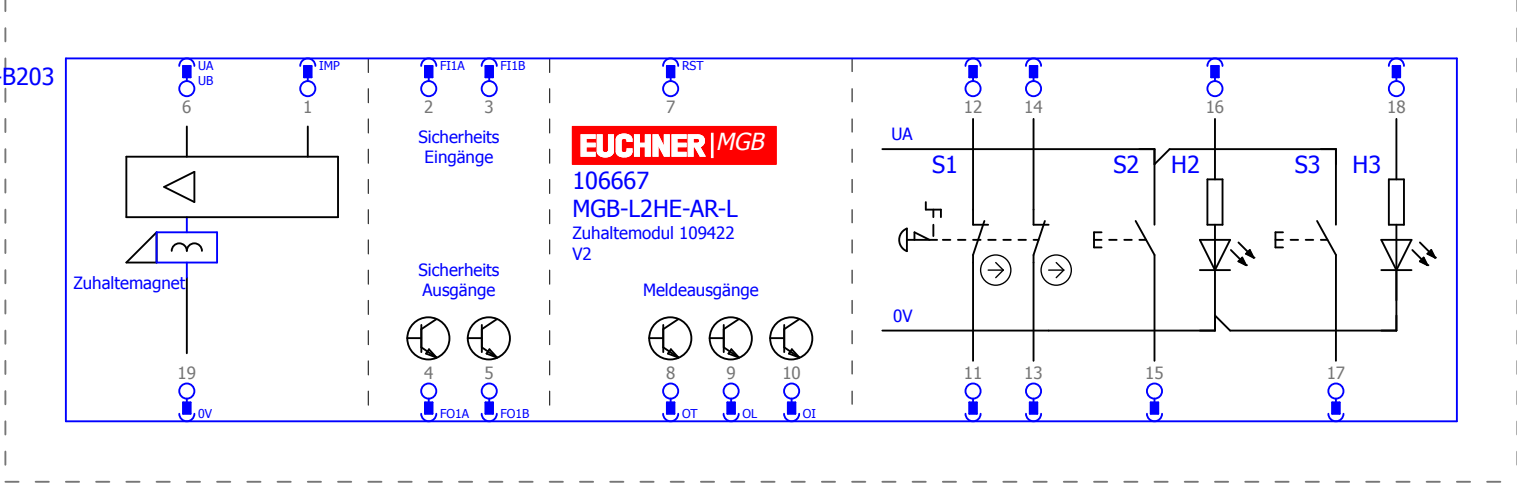 -B203
UA
UB
IMP
FI1A
FI1B
RST
6
1
2
3
7
12
14
16
18
Sicherheits
Eingänge
EUCHNER|MGB
106667
MGB-L2HE-AR-L
Zuhaltemodul 109422
V2
UA
S1
S2
H2
S3
H3
Zuhaltemagnet
Sicherheits
Ausgänge
Meldeausgänge
0V
19
4
5
8
9
10
11
13
15
17
0V
FO1A
FO1B
OT
OL
OI